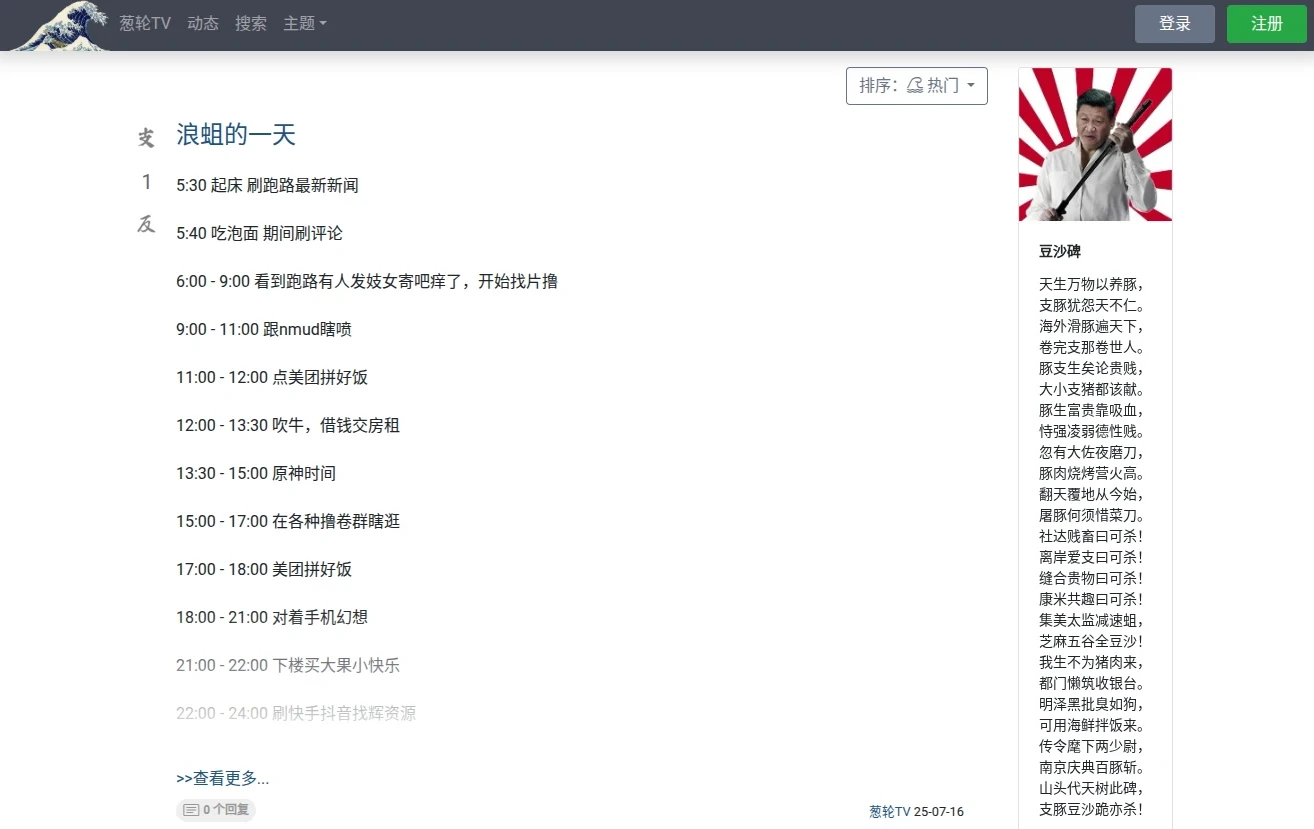 葱轮TV 动态 搜索 主题
登录 注册
排序： 热门
支
1
反
浪蛆的一天
5:30 起床 刷跑路最新新闻
5:40 吃泡面 期间刷评论
6:00 - 9:00 看到跑路有人发妓女寄吧痒了，开始找片撸
9:00 - 11:00 跟nmud瞎喷
11:00 - 12:00 点美团拼好饭
12:00 - 13:30 吹牛，借钱交房租
13:30 - 15:00 原神时间
15:00 - 17:00 在各种撸卷群瞎逛
17:00 - 18:00 美团拼好饭
18:00 - 21:00 对着手机幻想
21:00 - 22:00 下楼买大果小快乐
22:00 - 24:00 刷快手抖音找辉资源
>>查看更多...
0 个回复
葱轮TV 25-07-16
豆沙碑
天生万物以养豚，
支豚犹怨天不仁。
海外滑豚遍天下，
卷完支那卷世人。
豚支生矣论贵贱，
大小支猪都该献。
豚生富贵靠吸血，
恃强凌弱德性贱。
忽有大佐夜磨刀，
豚肉烧烤营火高。
翻天覆地从今始，
屠豚何须惜菜刀。
社达贱畜曰可杀！
离岸爱支曰可杀！
缝合贵物曰可杀！
康米共趣曰可杀！
集美太监减速蛆，
芝麻五谷全豆沙！
我生不为猪肉来，
都门懒筑收银台。
明泽黑批臭如狗，
可用海鲜拌饭来。
传令麾下两少尉，
南京庆典百豚斩。
山头代天树此碑，
支豚豆沙跪亦杀！